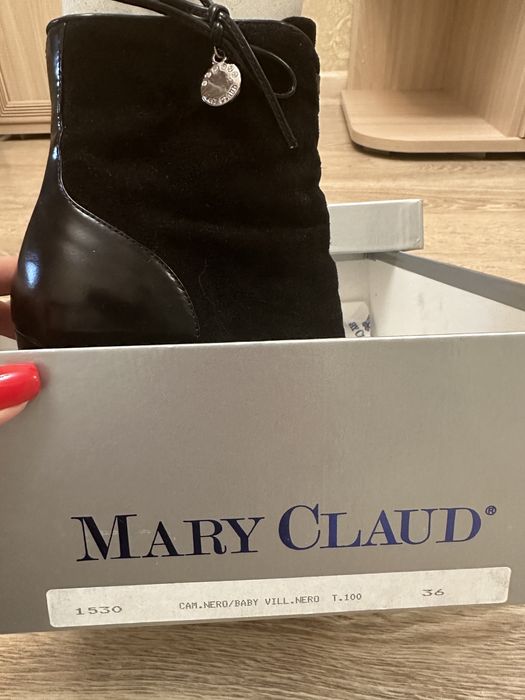 MARY CLAUD®
1530 CAM.NERO/BABY VILL.NERO T.100 36